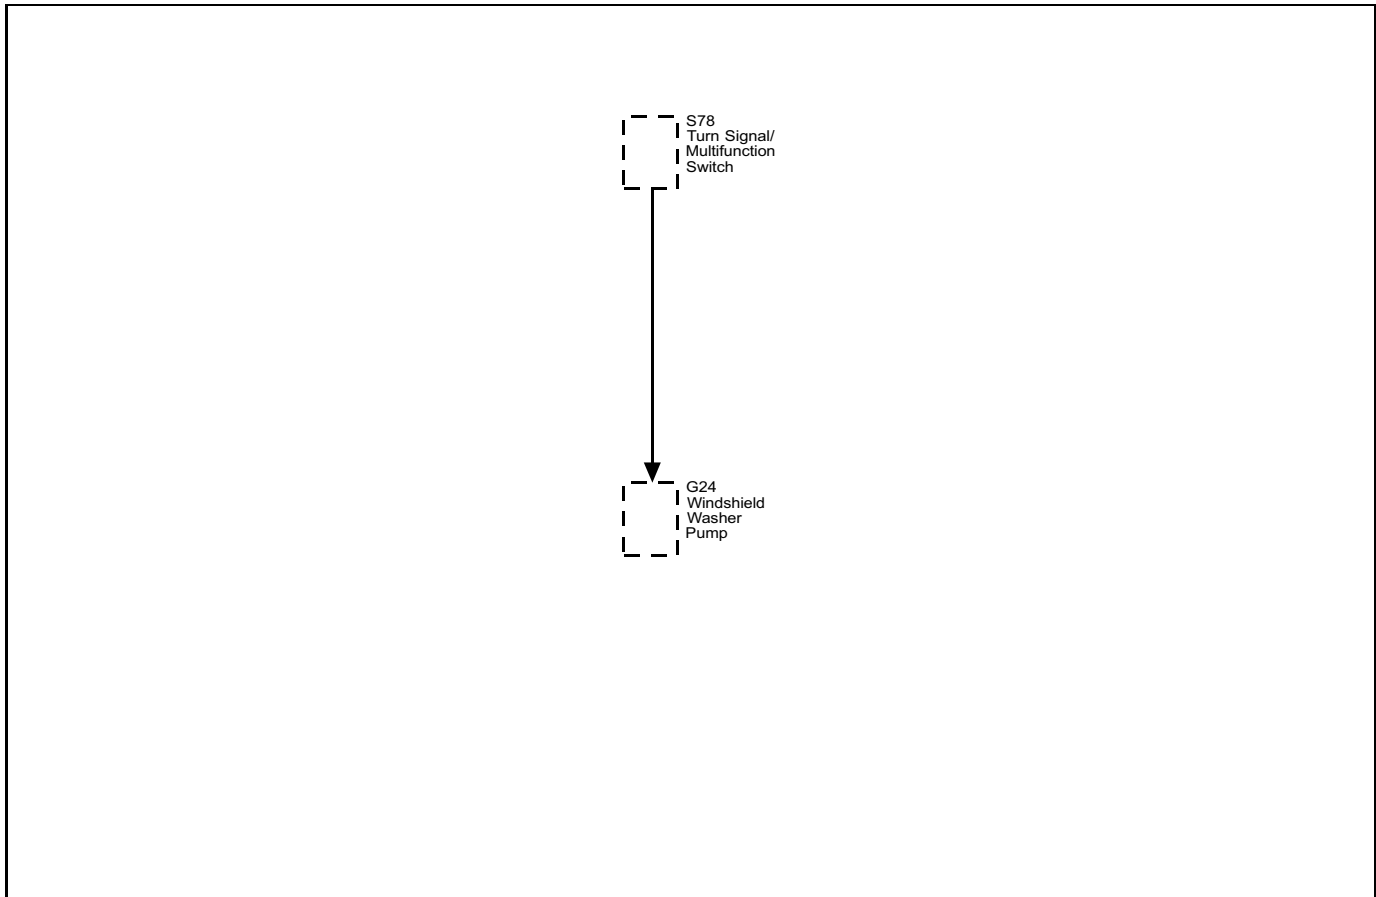 S78
Turn Signal/
Multifunction
Switch
G24
Windshield
Washer
Pump